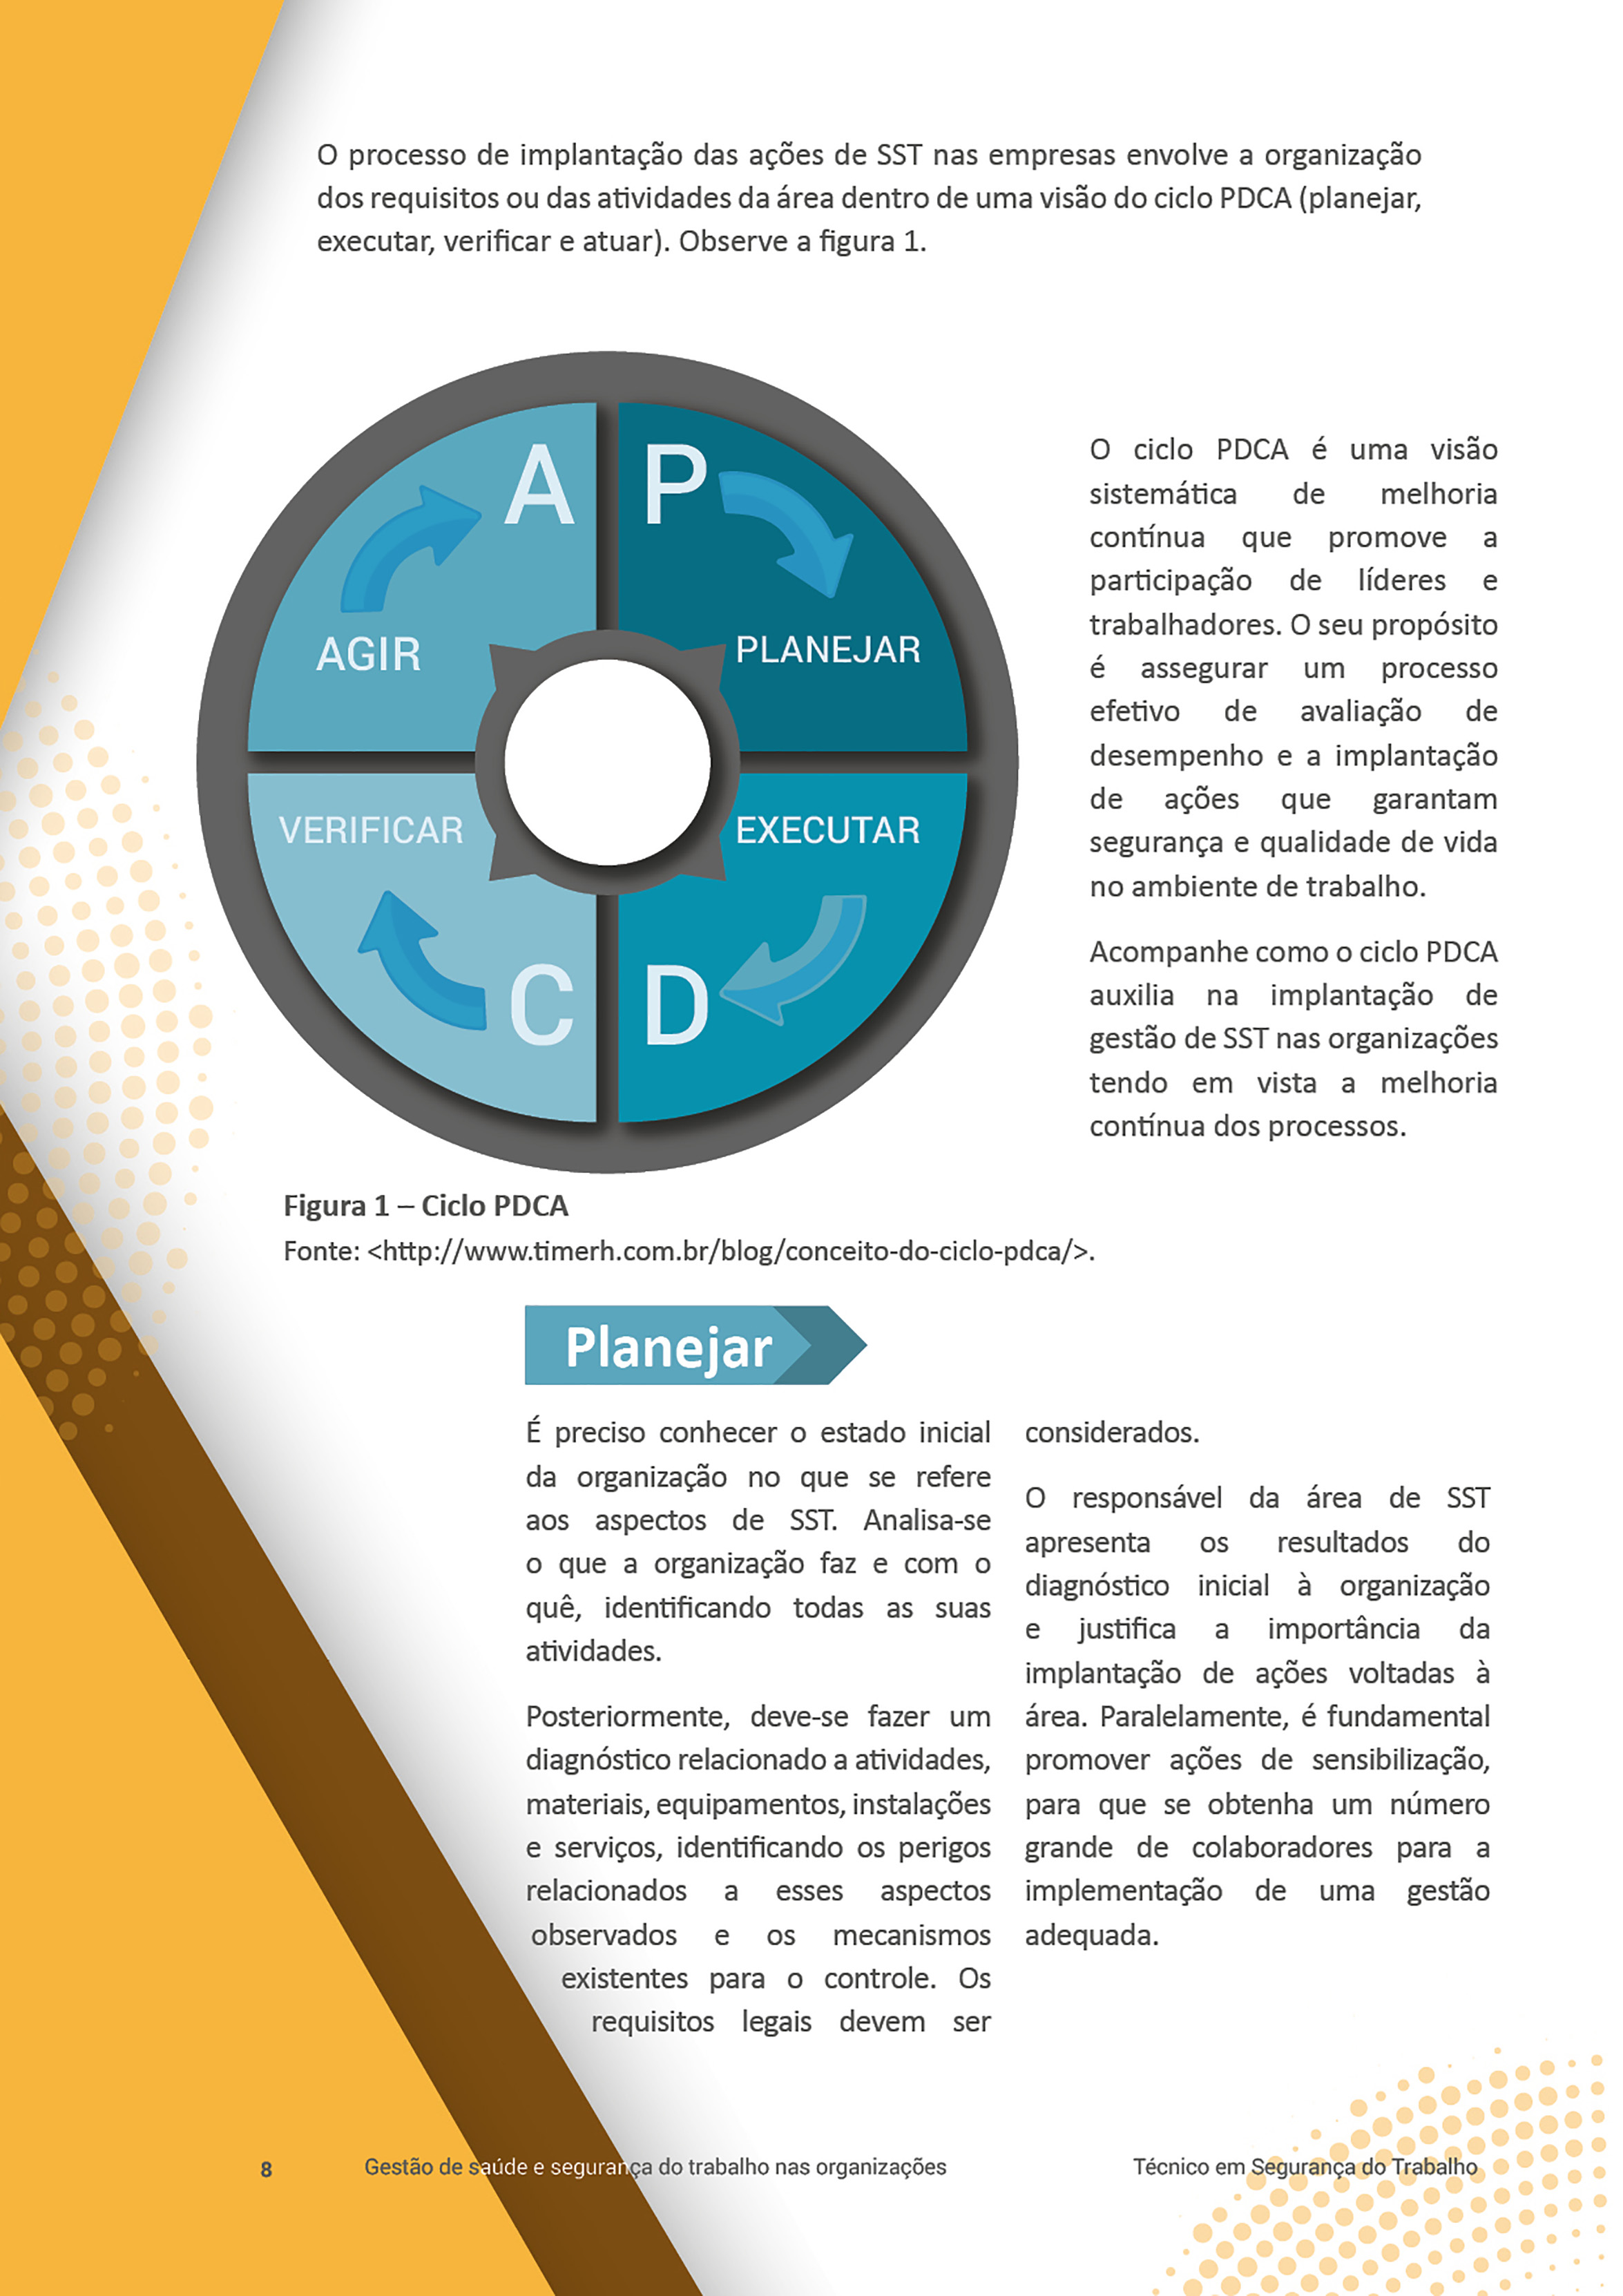 O processo de implantação das ações de SST nas empresas envolve a organização
dos requisitos ou das atividades da área dentro de uma visão do ciclo PDCA (planejar,
executar, verificar e atuar). Observe a figura 1.
A
P
AGIR
PLANEJAR
VERIFICAR
EXECUTAR
C
D
O ciclo PDCA é uma visão
sistemática de melhoria
contínua que promove a
participação de líderes e
trabalhadores. O seu propósito
é assegurar um processo
efetivo de avaliação de
desempenho e a implantação
de ações que garantam
segurança e qualidade de vida
no ambiente de trabalho.
Acompanhe como o ciclo PDCA
auxilia na implantação de
gestão de SST nas organizações
tendo em vista a melhoria
contínua dos processos.
Figura 1 – Ciclo PDCA
Fonte: <http://www.timerh.com.br/blog/conceito-do-ciclo-pdca/>.
Planejar
É preciso conhecer o estado inicial
da organização no que se refere
aos aspectos de SST. Analisa-se
o que a organização faz e com o
quê, identificando todas as suas
atividades.
Posteriormente, deve-se fazer um
diagnóstico relacionado a atividades,
materiais, equipamentos, instalações
e serviços, identificando os perigos
relacionados a esses aspectos
observados e os mecanismos
existentes para o controle. Os
requisitos legais devem ser
considerados.
O responsável da área de SST
apresenta os resultados do
diagnóstico inicial à organização
e justifica a importância da
implantação de ações voltadas à
área. Paralelamente, é fundamental
promover ações de sensibilização,
para que se obtenha um número
grande de colaboradores para a
implementação de uma gestão
adequada.
8 Gestão de saúde e segurança do trabalho nas organizações Técnico em Segurança do Trabalho